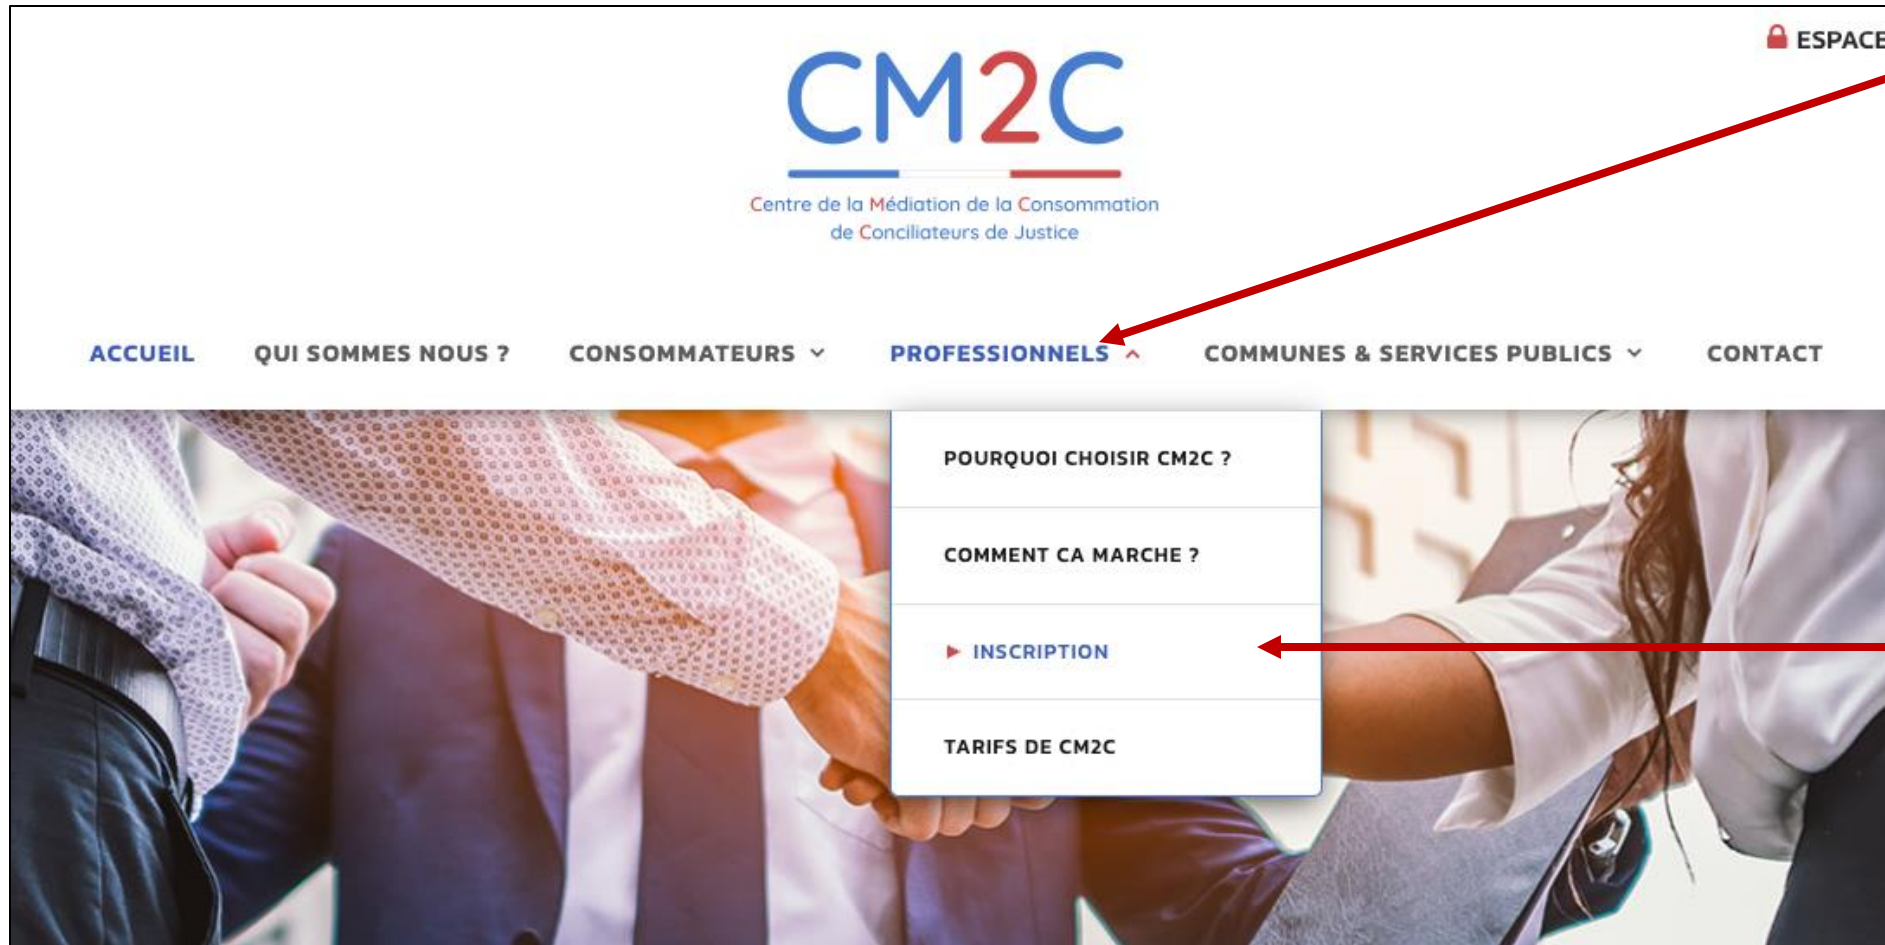 ESPACE
CM2C
Centre de la Médiation de la Consommation
de Conciliateurs de Justice
ACCUEIL QUI SOMMES NOUS ? CONSOMMATEURS PROFESSIONNELS COMMUNES & SERVICES PUBLICS CONTACT
POURQUOI CHOISIR CM2C ?
COMMENT CA MARCHE ?
INSCRIPTION
TARIFS DE CM2C